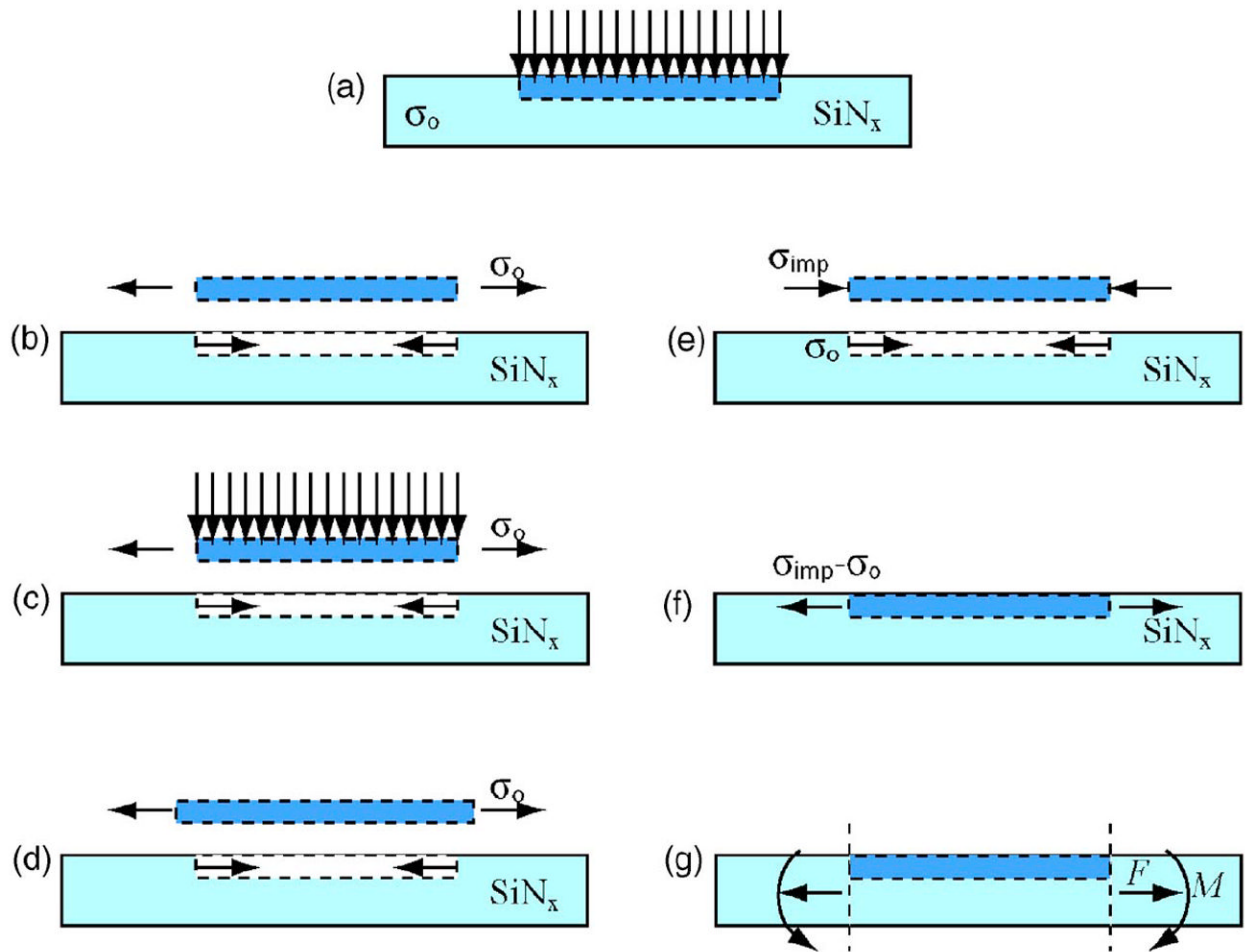 (a)
σₒ
SiNₓ
(b)
σₒ
SiNₓ
(c)
σₒ
SiNₓ
(d)
σₒ
SiNₓ
(e)
σimp
σₒ
SiNₓ
(f)
σimp-σₒ
SiNₓ
(g)
F
M